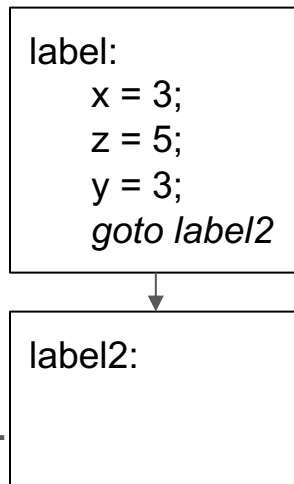 label:
x = 3;
z = 5;
y = 3;
goto label2
label2: